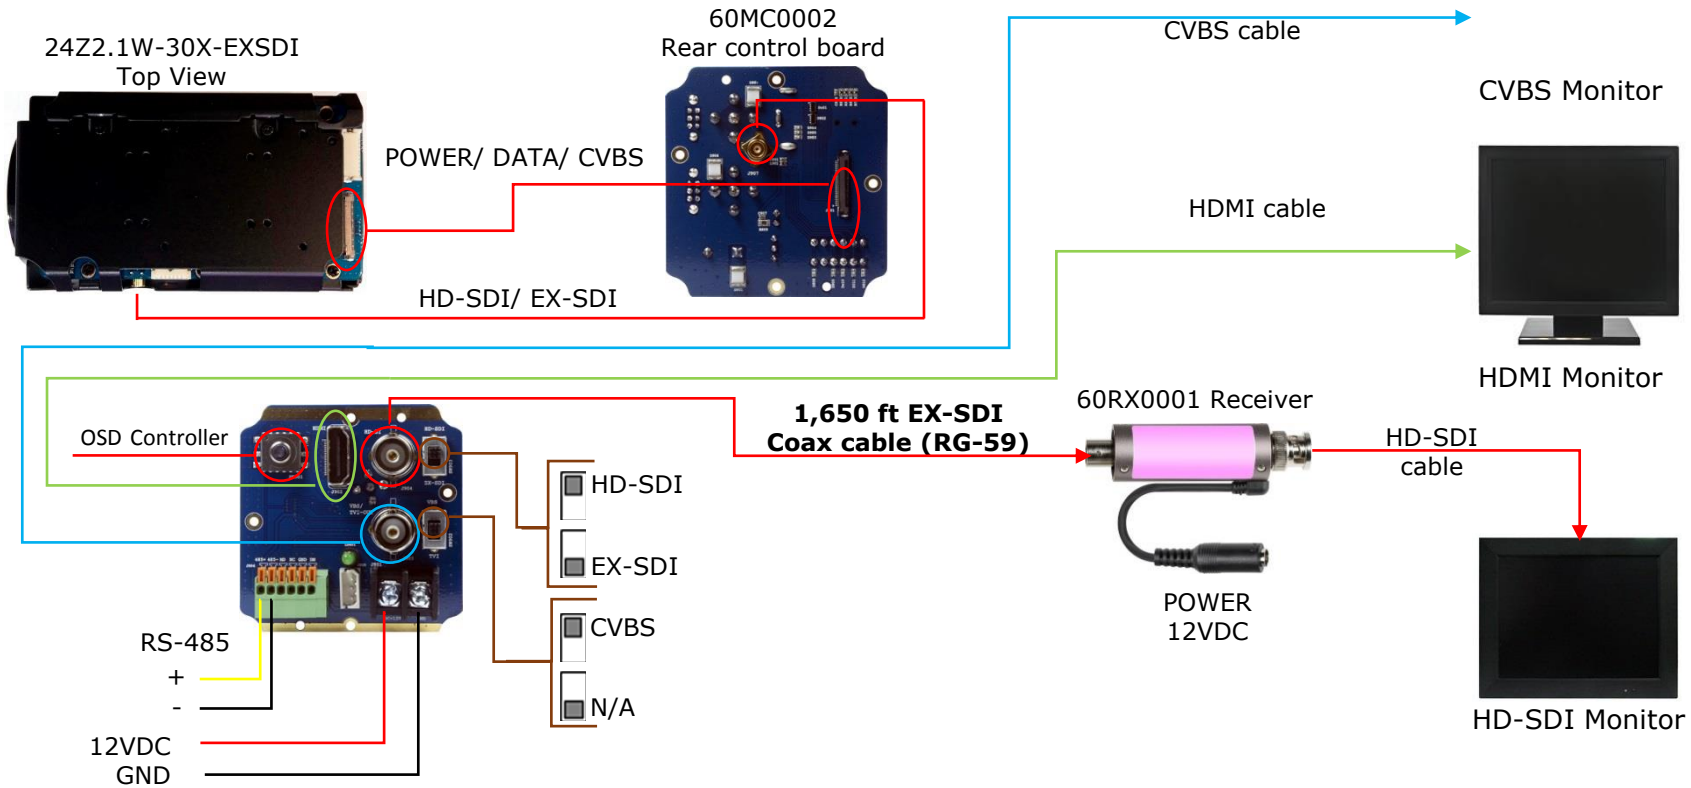 60MC0002
Rear control board
24Z2.1W-30X-EXSDI
Top View
CVBS cable
CVBS Monitor
POWER/ DATA/ CVBS
HDMI cable
HD-SDI/ EX-SDI
HDMI Monitor
60RX0001 Receiver
1,650 ft EX-SDI
Coax cable (RG-59)
OSD Controller
HD-SDI
cable
HD-SDI
EX-SDI
CVBS
N/A
POWER
12VDC
RS-485
+
-
HD-SDI Monitor
12VDC
GND